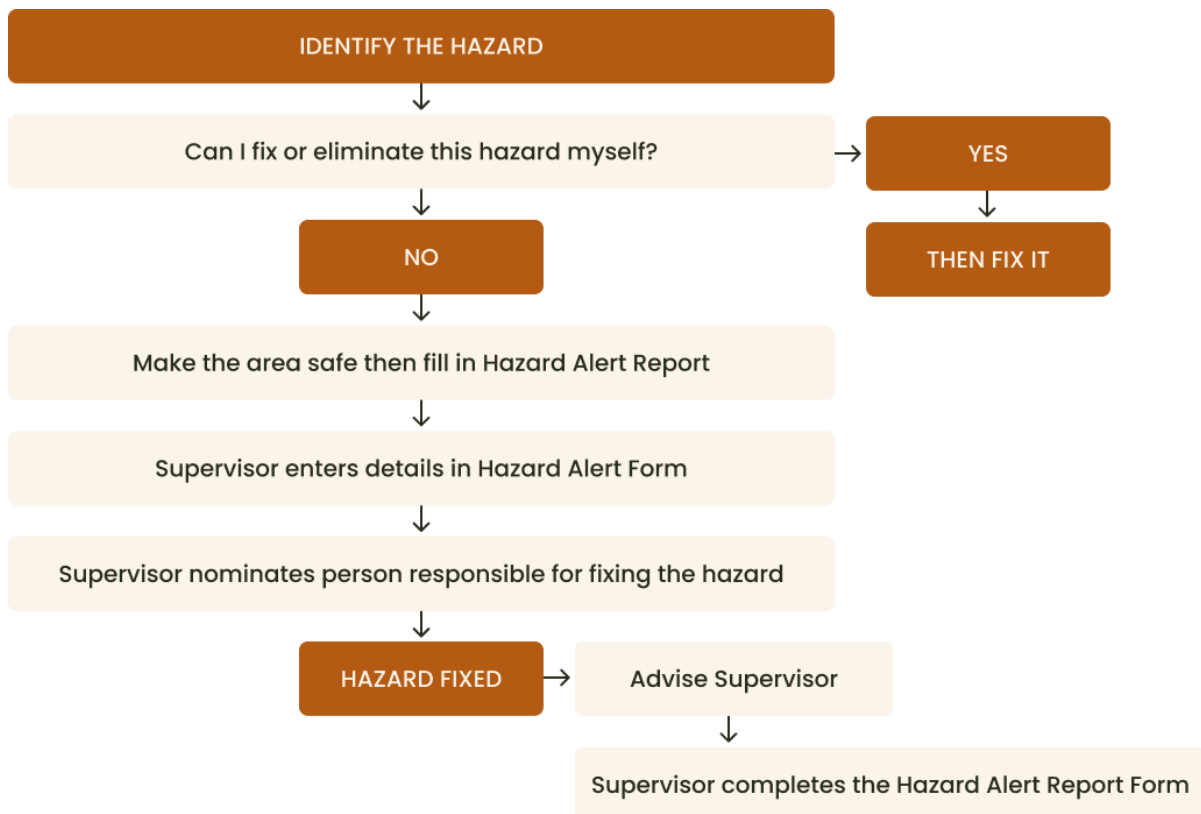 IDENTIFY THE HAZARD
Can I fix or eliminate this hazard myself?
YES
NO
THEN FIX IT
Make the area safe then fill in Hazard Alert Report
Supervisor enters details in Hazard Alert Form
Supervisor nominates person responsible for fixing the hazard
HAZARD FIXED
Advise Supervisor
Supervisor completes the Hazard Alert Report Form